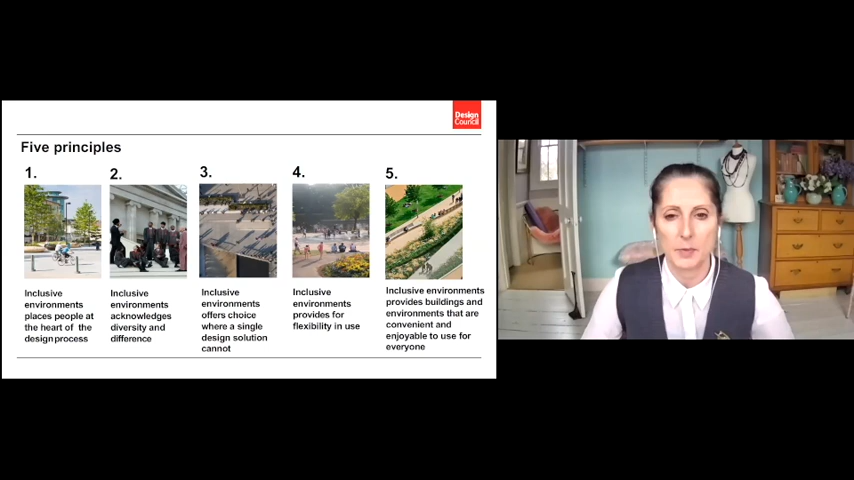 Design
Council
Five principles
1.
2.
3.
4.
5.
Inclusive
environments
places people at
the heart of the
design process
Inclusive
environments
acknowledges
diversity and
difference
Inclusive
environments
offers choice
where a single
design solution
cannot
Inclusive
environments
provides for
flexibility in use
Inclusive environments
provides buildings and
environments that are
convenient and
enjoyable to use for
everyone